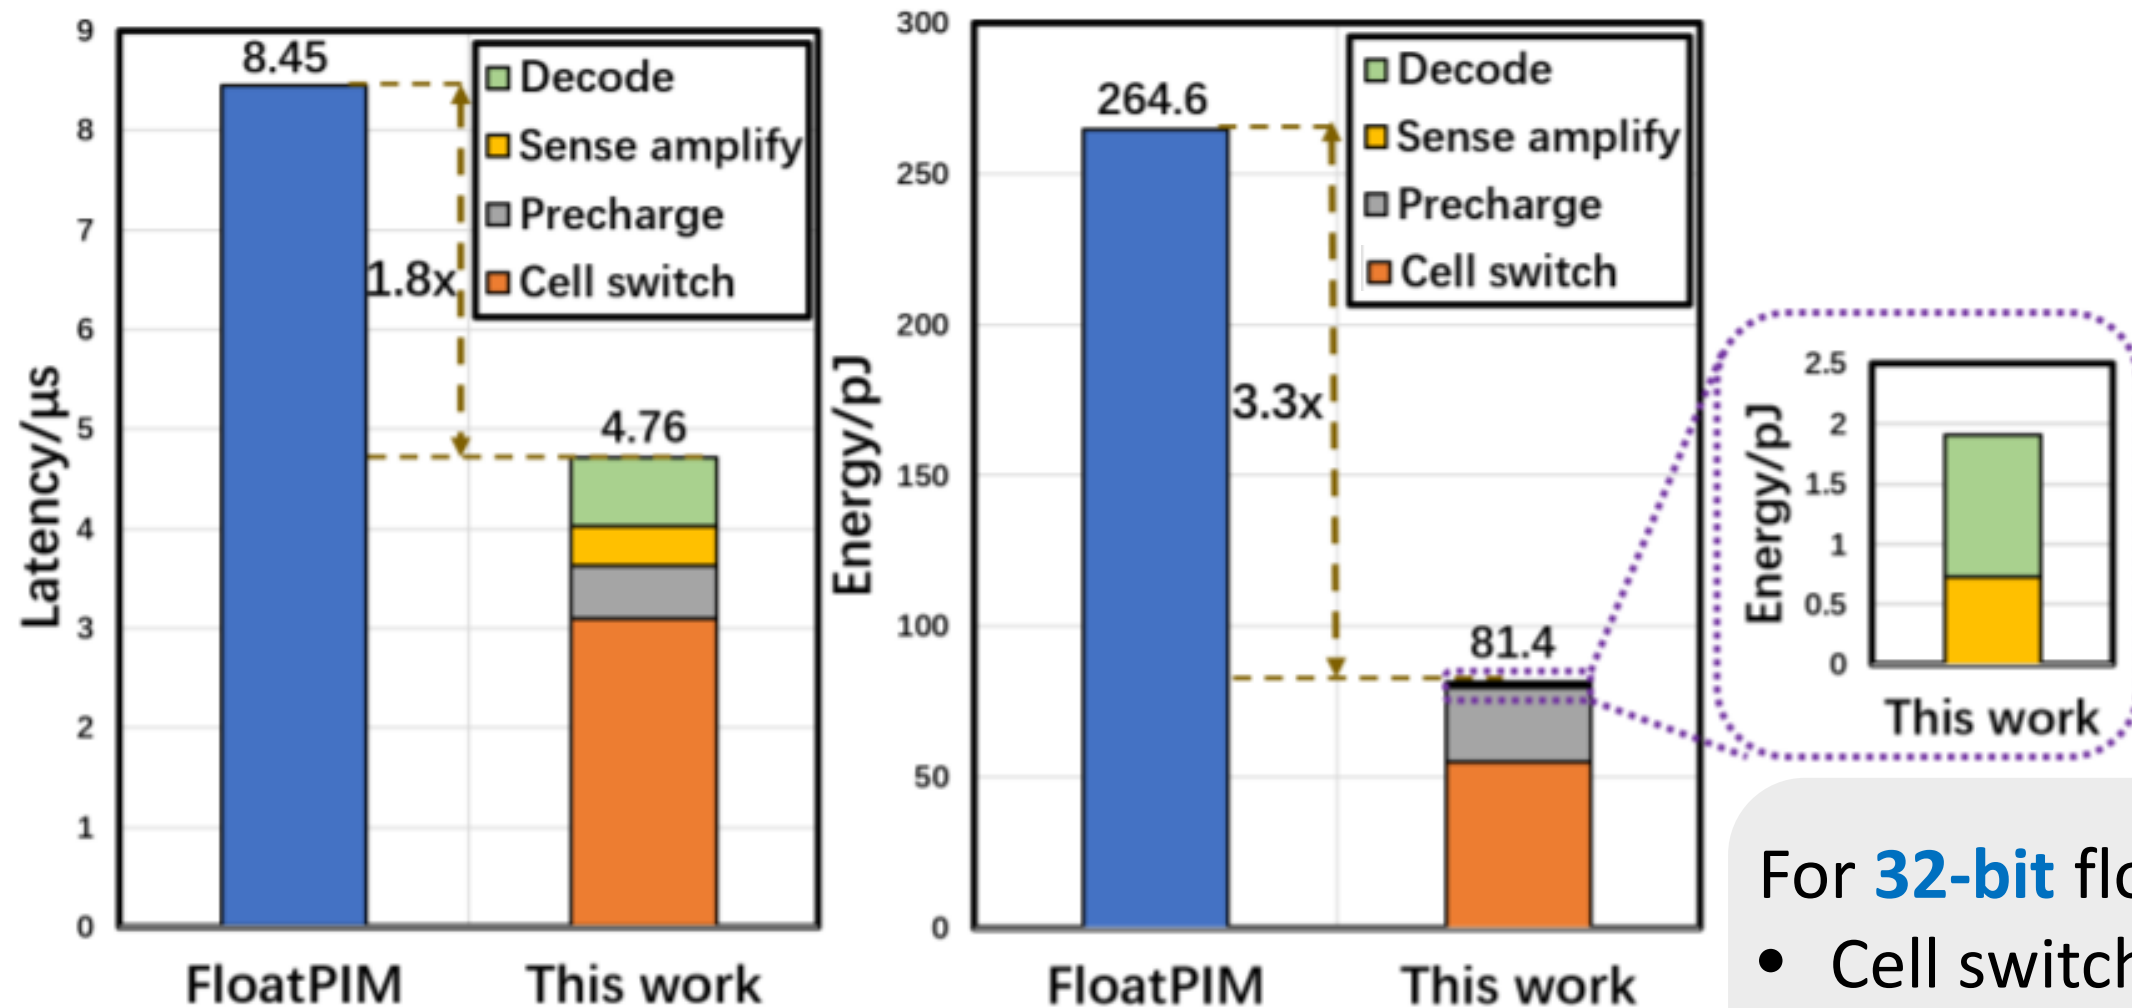 9
8
7
6
5
4
3
2
1
0
Latency/µs
8.45
1.8x
4.76
Decode
Sense amplify
Precharge
Cell switch
FloatPIM
This work
300
250
200
150
100
50
0
Energy/pJ
264.6
3.3x
81.4
Decode
Sense amplify
Precharge
Cell switch
FloatPIM
This work
2.5
2
1.5
1
0.5
0
Energy/pJ
This work
For 32-bit flo
• Cell switch